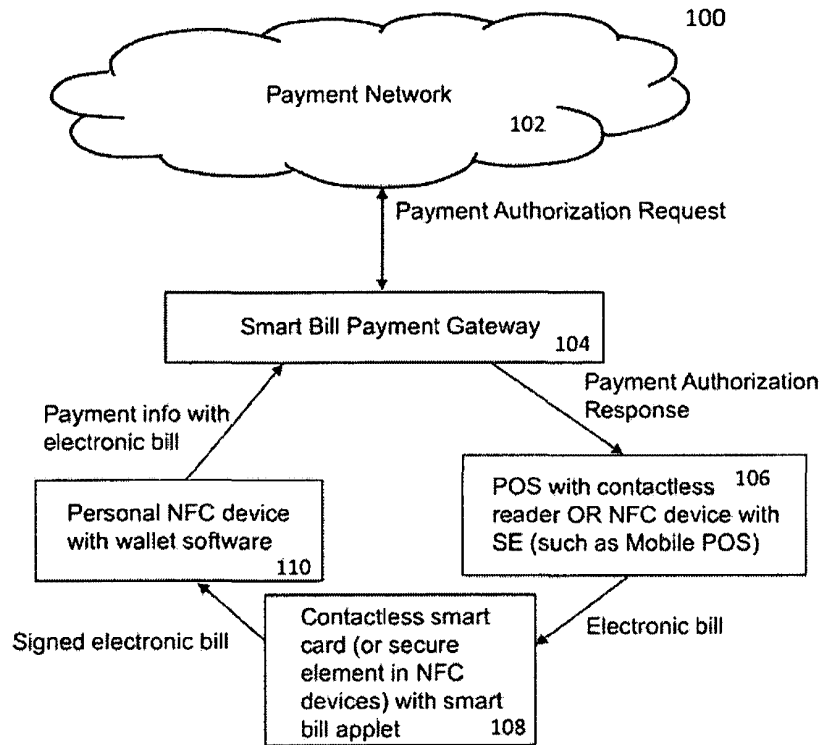 100
Payment Network
102
Payment Authorization Request
Smart Bill Payment Gateway
104
Payment info with
electronic bill
Payment Authorization
Response
Personal NFC device
with wallet software
110
POS with contactless 106
reader OR NFC device with
SE (such as Mobile POS)
Signed electronic bill
Contactless smart
card (or secure
element in NFC
devices) with smart
bill applet 108
Electronic bill